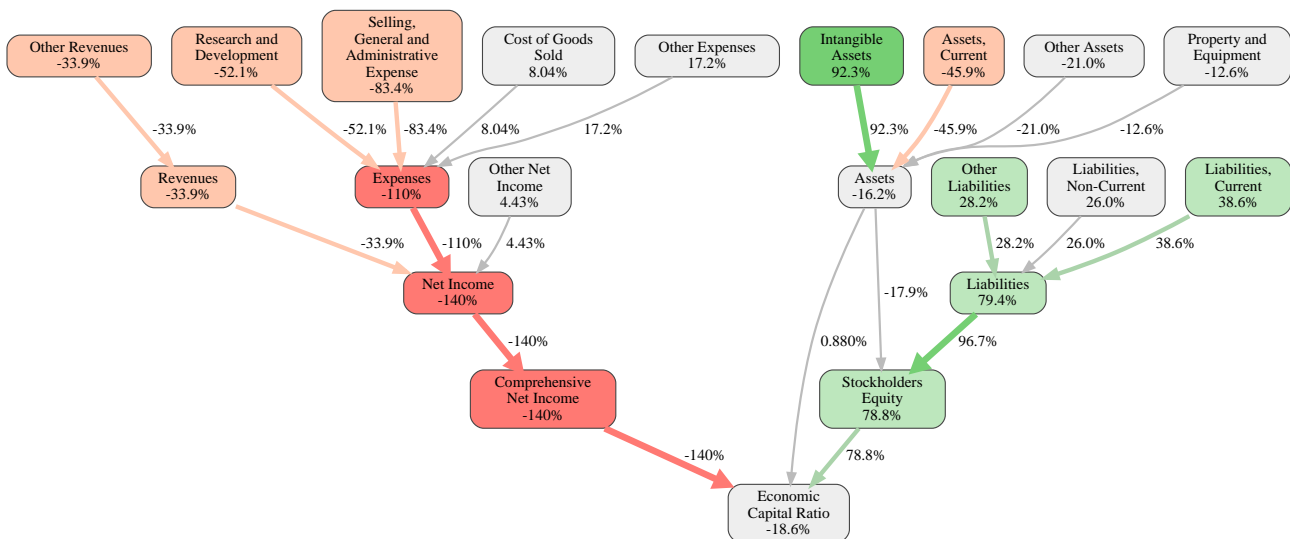 Other Revenues
-33.9%
Research and
Development
-52.1%
Selling,
General and
Administrative
Expense
-83.4%
Cost of Goods
Sold
8.04%
Other Expenses
17.2%
Intangible
Assets
92.3%
Assets,
Current
-45.9%
Other Assets
-21.0%
Property and
Equipment
-12.6%
-33.9%
-52.1%
-83.4%
8.04%
17.2%
92.3%
-45.9%
-21.0%
-12.6%
Revenues
-33.9%
Expenses
-110%
Other Net
Income
4.43%
Assets
-16.2%
Other
Liabilities
28.2%
Liabilities,
Non-Current
26.0%
Liabilities,
Current
38.6%
-33.9%
-110%
4.43%
28.2%
26.0%
38.6%
Net Income
-140%
-17.9%
Liabilities
79.4%
-140%
0.880%
96.7%
Comprehensive
Net Income
-140%
Stockholders
Equity
78.8%
-140%
78.8%
Economic
Capital Ratio
-18.6%